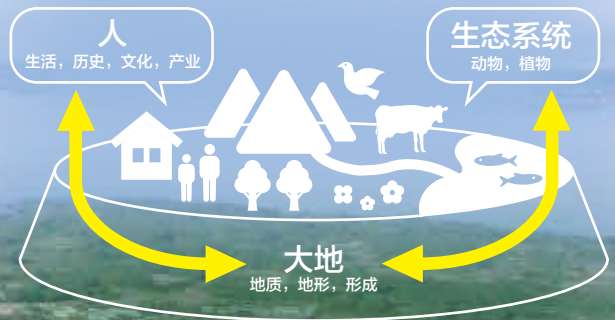 人
生活，历史，文化，产业
生态系统
动物，植物
大地
地质，地形，形成